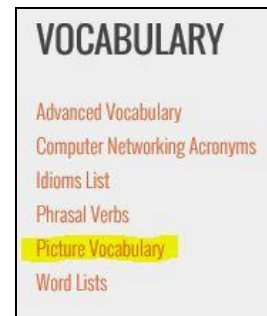 VOCABULARY
Advanced Vocabulary
Computer Networking Acronyms
Idioms List
Phrasal Verbs
Picture Vocabulary
Word Lists